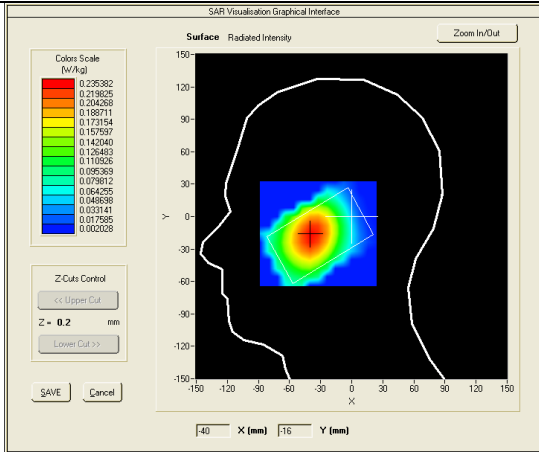 SAR Visualisation Graphical Interface
Surface Radiated Intensity
Zoom In/Out
Colors Scale
(W/kg)
0.235382
0.219825
0.204268
0.188711
0.173154
0.157597
0.142040
0.126483
0.110926
0.095369
0.079812
0.064255
0.048698
0.033141
0.017585
0.002028
Z-Cuts Control
<< Upper Cut
Z = 0.2 mm
Lower Cut >>
SAVE Cancel
150
120
90
60
30
0
-30
-60
-90
-120
-150
Y
-150 -120 -90 -60 -30 0 30 60 90 120 150
X
-40 X (mm) -16 Y (mm)